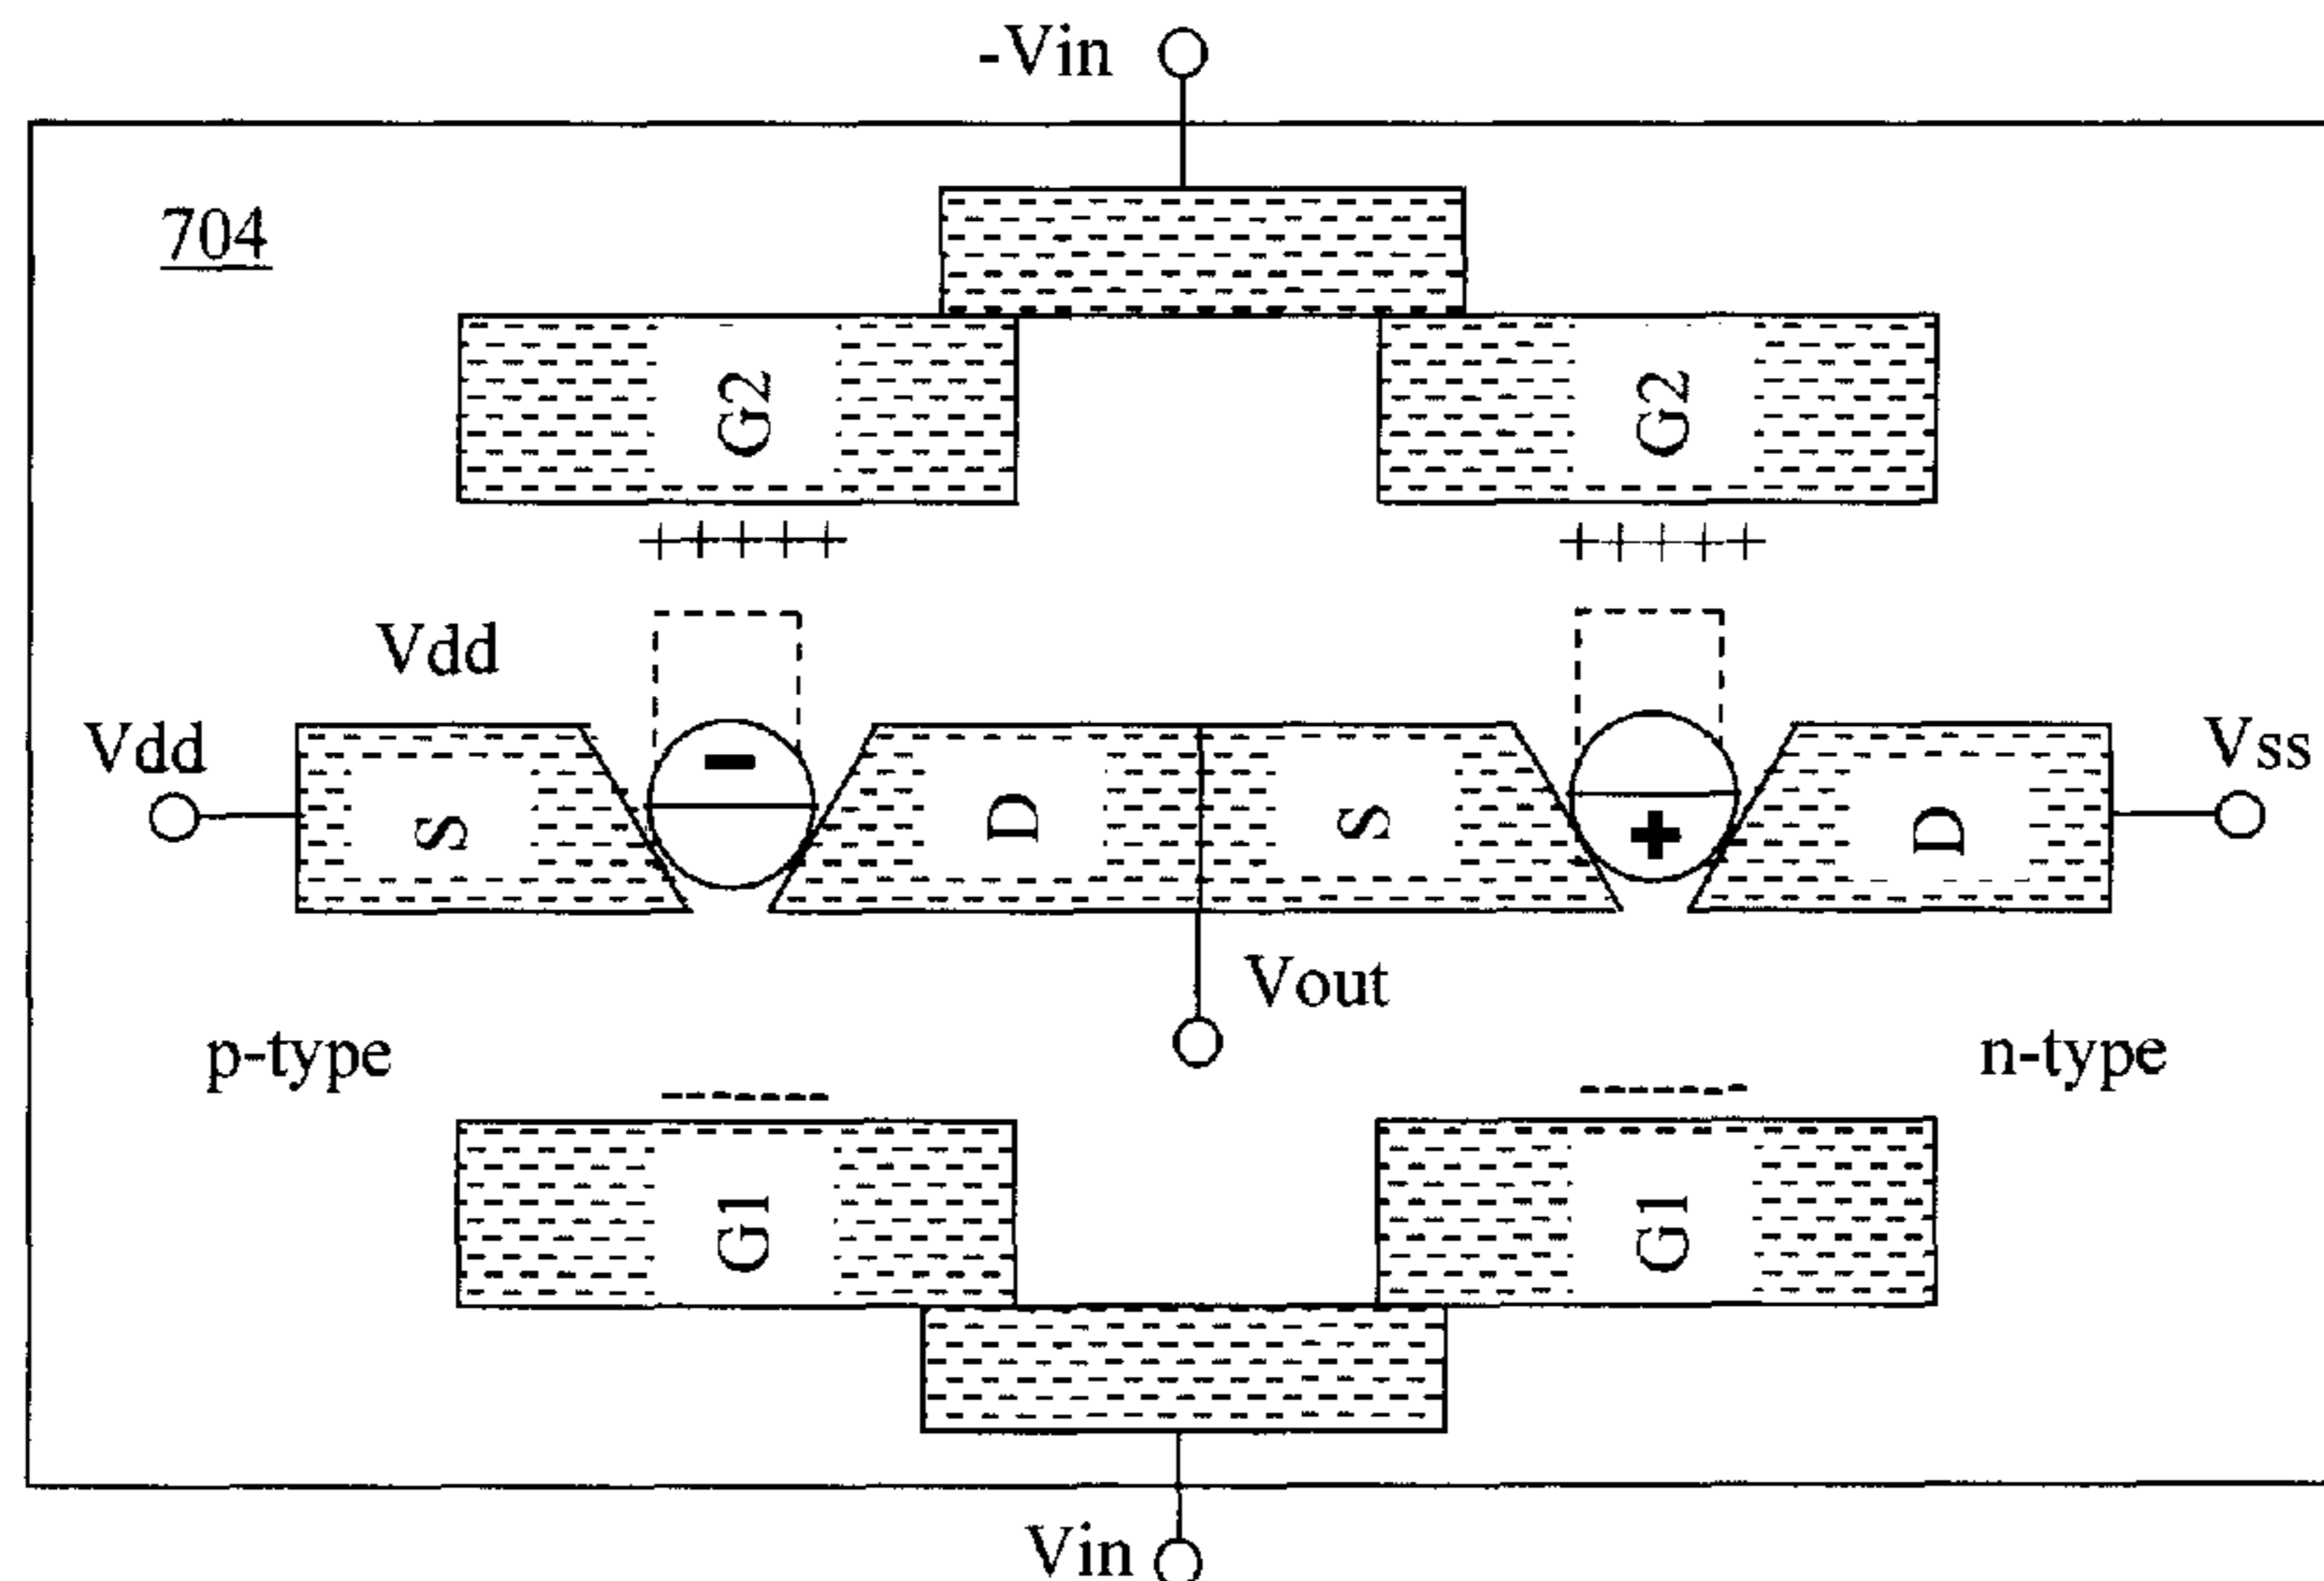 -Vin
704
G2 G2
Vdd
Vdd S - D S + D Vss
Vout
p-type n-type
G1 G1
Vin